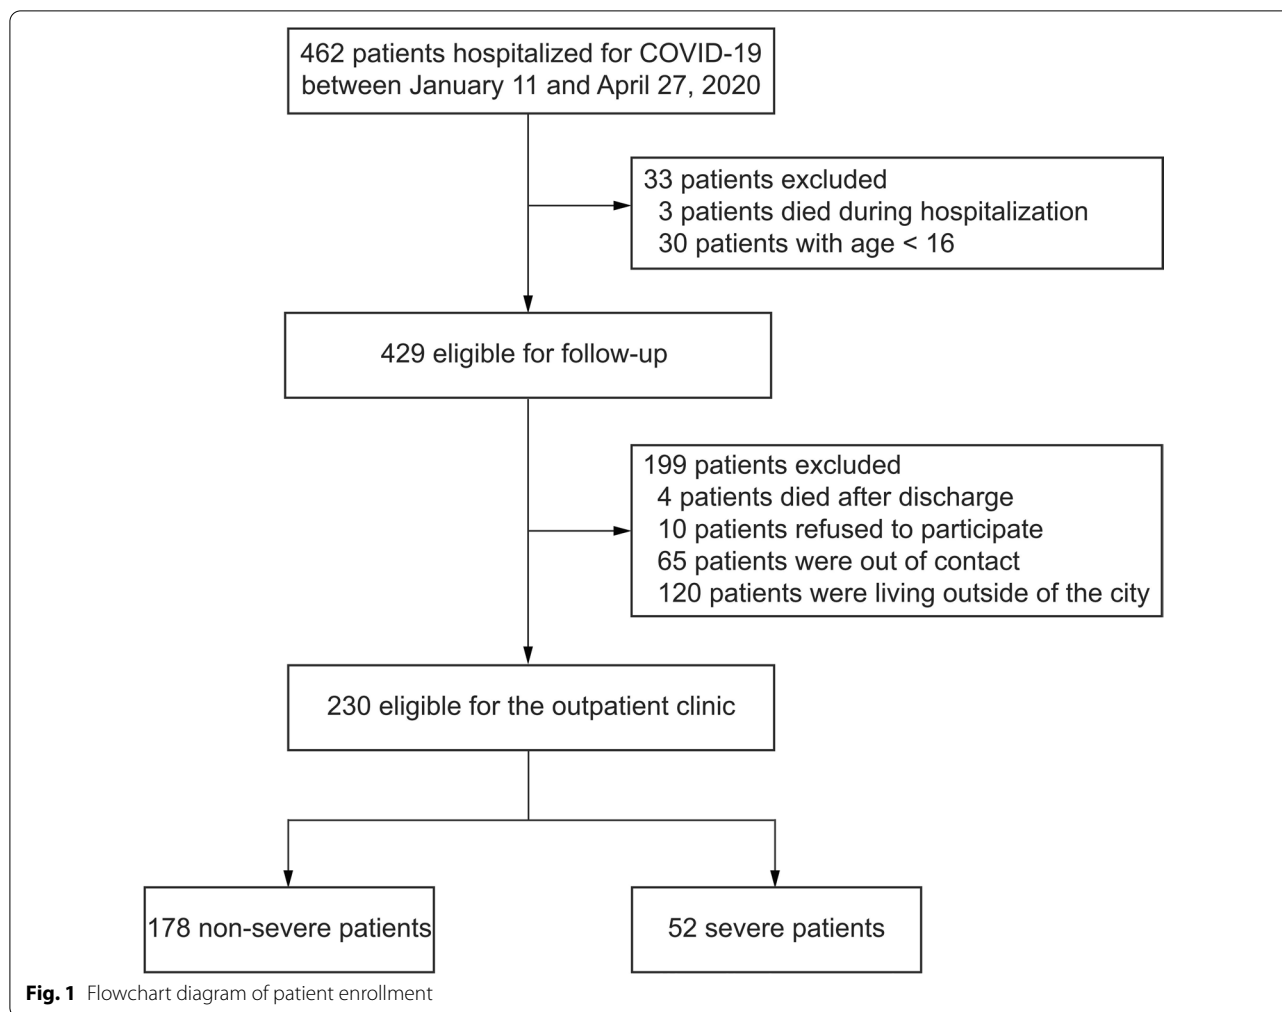 462 patients hospitalized for COVID-19
between January 11 and April 27, 2020
33 patients excluded
3 patients died during hospitalization
30 patients with age < 16
429 eligible for follow-up
199 patients excluded
4 patients died after discharge
10 patients refused to participate
65 patients were out of contact
120 patients were living outside of the city
230 eligible for the outpatient clinic
178 non-severe patients
52 severe patients
Fig. 1 Flowchart diagram of patient enrollment